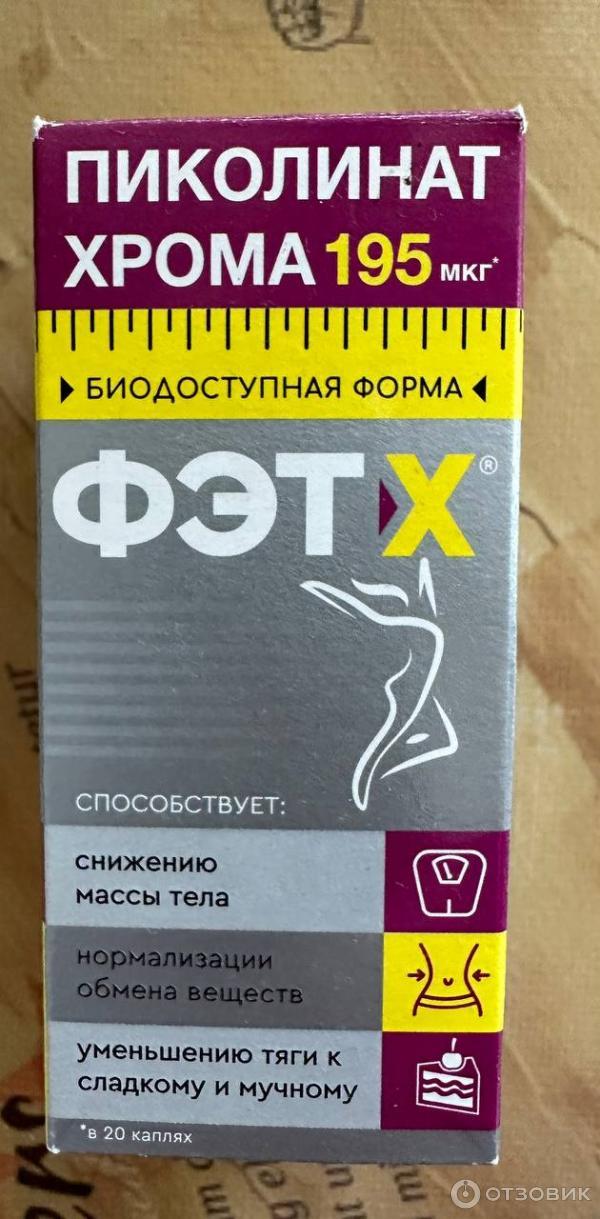 ПИКОЛИНАТ
ХРОМА 195 мкг*
БИОДОСТУПНАЯ ФОРМА
ФЭТ Х®
СПОСОБСТВУЕТ:
снижению
массы тела
нормализации
обмена веществ
уменьшению тяги к
сладкому и мучному
*в 20 каплях
ОТЗОВИК